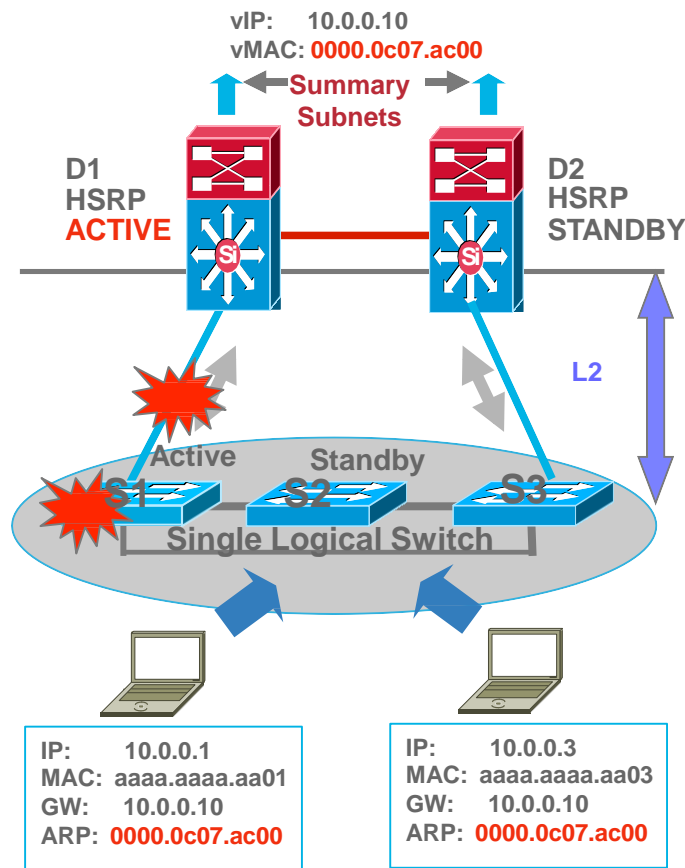 vIP: 10.0.0.10
vMAC: 0000.0c07.ac00
Summary
Subnets
D1
HSRP
ACTIVE
D2
HSRP
STANDBY
Si
Si
L2
Active
Standby
S1
S2
S3
Single Logical Switch
IP: 10.0.0.1
MAC: aaaa.aaaa.aa01
GW: 10.0.0.10
ARP: 0000.0c07.ac00
IP: 10.0.0.3
MAC: aaaa.aaaa.aa03
GW: 10.0.0.10
ARP: 0000.0c07.ac00